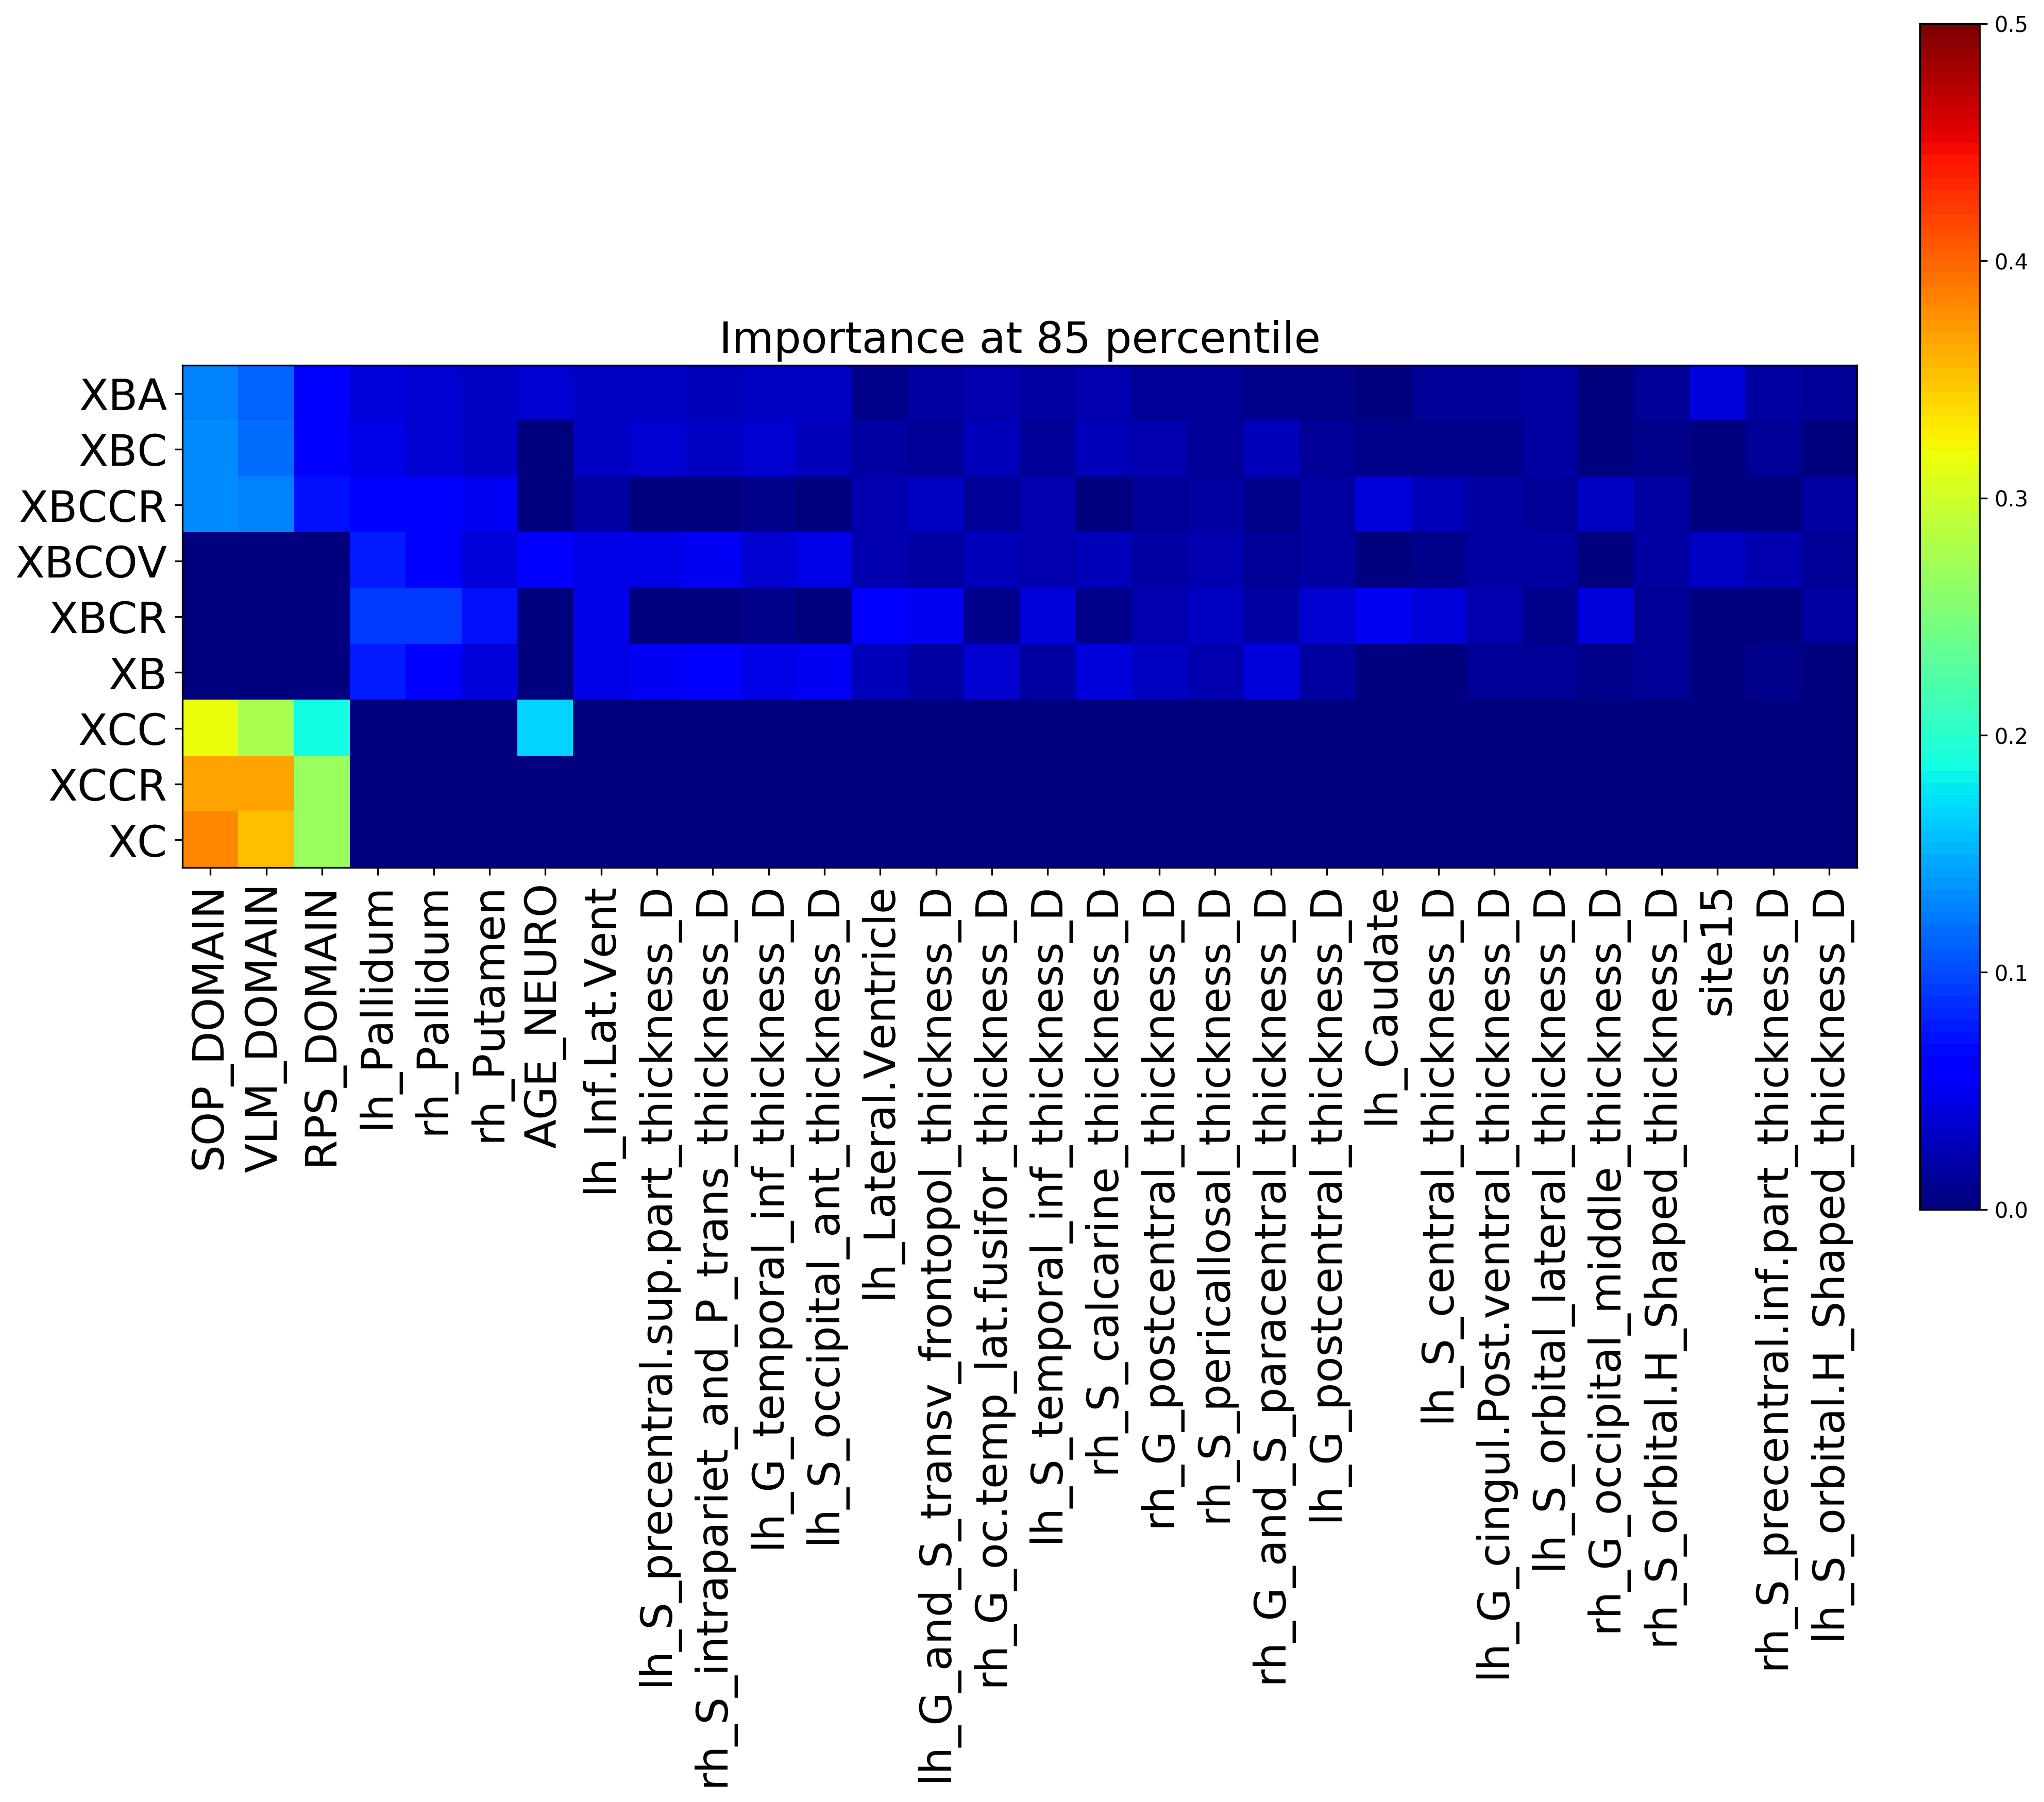 Importance at 85 percentile
XBA
XBC
XBCCR
XBCOV
XBCR
XB
XCC
XCCR
XC
SOP_DOMAIN
VLM_DOMAIN
RPS_DOMAIN
lh_Pallidum
rh_Pallidum
rh_Putamen
AGE_NEURO
lh_Inf.Lat.Vent
lh_S_precentral.sup.part_thickness_D
rh_S_intrapariet_and_P_trans_thickness_D
lh_G_temporal_inf_thickness_D
lh_S_occipital_ant_thickness_D
lh_Lateral.Ventricle
lh_G_and_S_transv_frontopol_thickness_D
rh_G_oc.temp_lat.fusifor_thickness_D
lh_S_temporal_inf_thickness_D
rh_S_calcarine_thickness_D
rh_G_postcentral_thickness_D
rh_S_pericallosal_thickness_D
rh_G_and_S_paracentral_thickness_D
lh_G_postcentral_thickness_D
lh_Caudate
lh_S_central_thickness_D
lh_G_cingul.Post.ventral_thickness_D
lh_S_orbital_lateral_thickness_D
rh_G_occipital_middle_thickness_D
rh_S_orbital.H_Shaped_thickness_D
site15
rh_S_precentral.inf.part_thickness_D
lh_S_orbital.H_Shaped_thickness_D
0.5
0.4
0.3
0.2
0.1
0.0